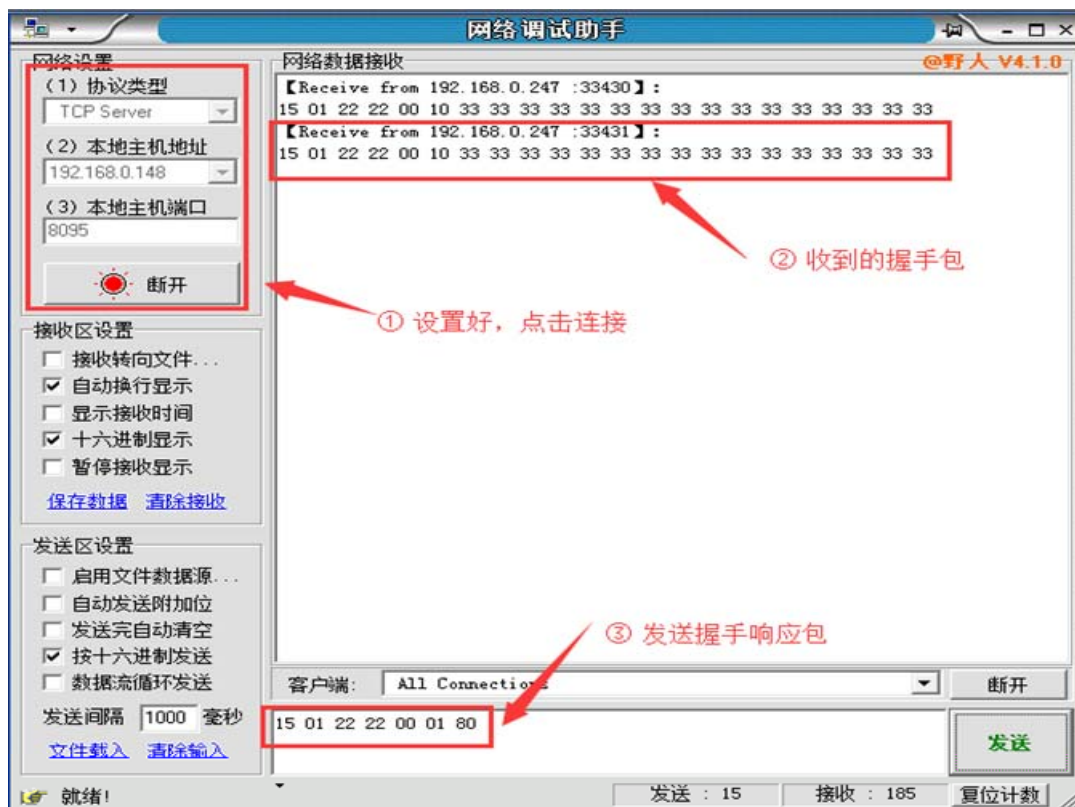 网络调试助手
网络设置
(1) 协议类型
TCP Server
(2) 本地主机地址
192.168.0.148
(3) 本地主机端口
8095
断开
接收区设置
接收转向文件...
自动换行显示
显示接收时间
十六进制显示
暂停接收显示
保存数据 清除接收
发送区设置
启用文件数据源...
自动发送附加位
发送完自动清空
按十六进制发送
数据流循环发送
发送间隔 1000 毫秒
文件载入 清除输入
网络数据接收
@野人 V4.1.0
【Receive from 192.168.0.247 :33430】:
15 01 22 22 00 10 33 33 33 33 33 33 33 33 33 33 33 33 33 33 33 33
【Receive from 192.168.0.247 :33431】:
15 01 22 22 00 10 33 33 33 33 33 33 33 33 33 33 33 33 33 33 33 33
② 收到的握手包
① 设置好，点击连接
③ 发送握手响应包
客户端: All Connections 断开
15 01 22 22 00 01 80
发送
就绪!
发送 : 15
接收 : 185
复位计数